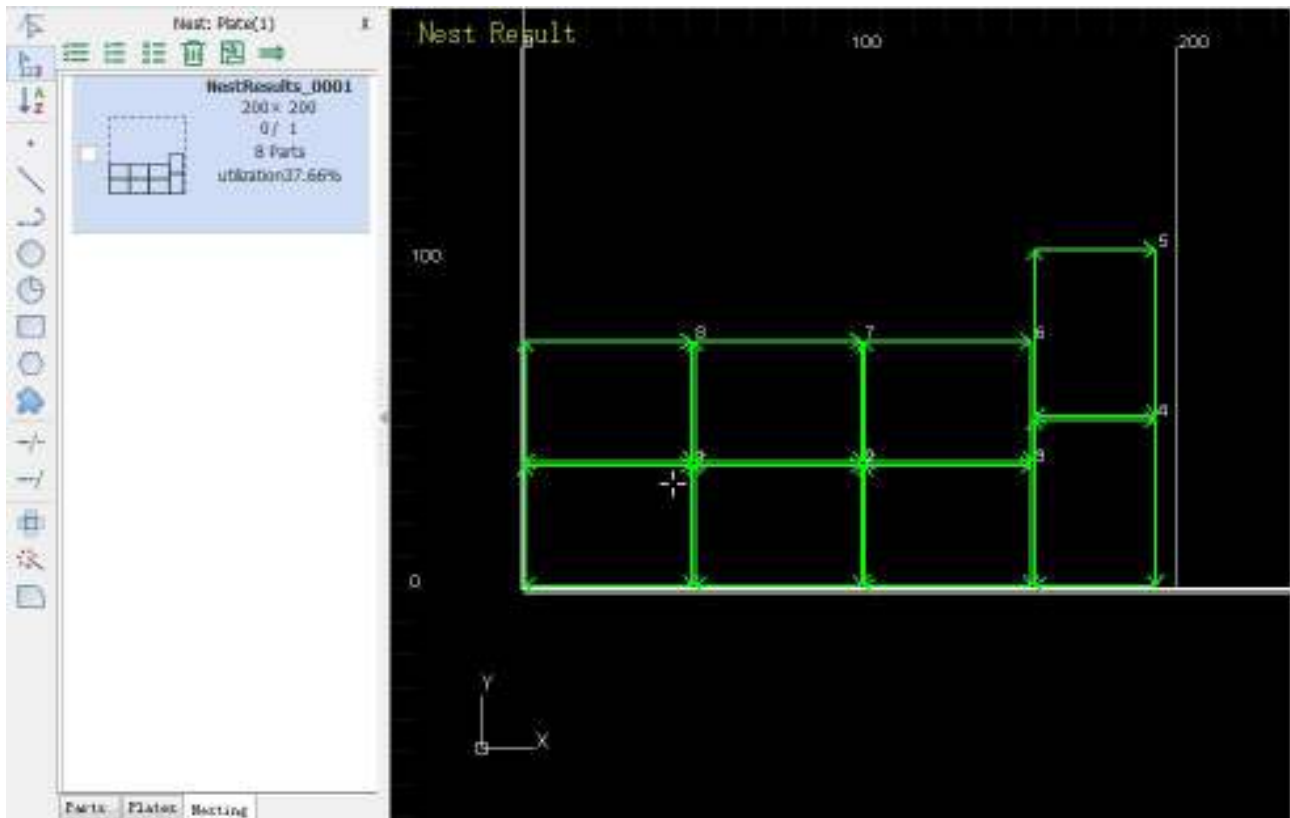 Nest: Plate(1) x
NestResults_0001
200 × 200
0/ 1
8 Parts
utilization37.66%
Parts Plates Nesting
Nest Result
0 100 200
100
5
8 7 6
4
2 3
0
Y
X